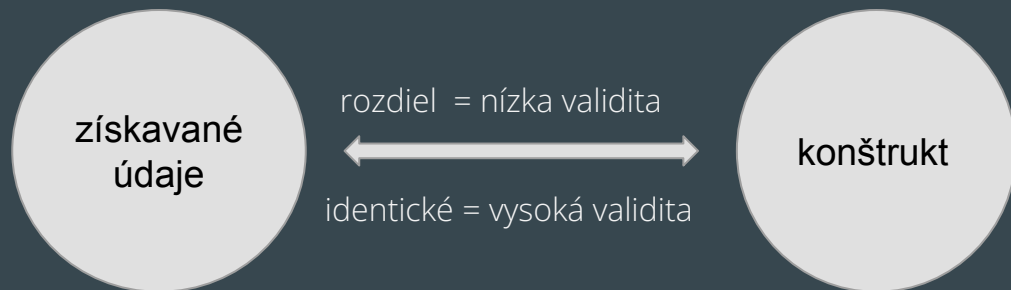 získavané
údaje
rozdiel = nízka validita
identické = vysoká validita
konštrukt